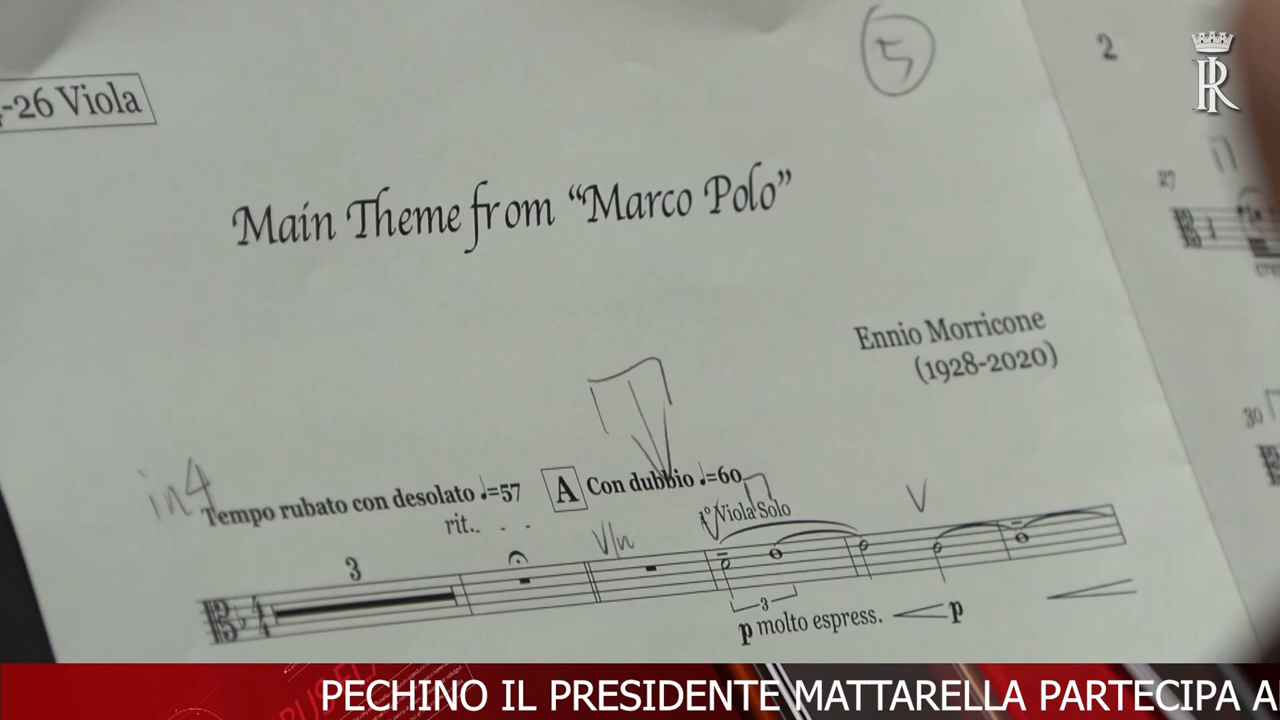 5
2
-26 Viola
Main Theme from “Marco Polo”
27
Ennio Morricone
(1928-2020)
in 4
Tempo rubato con desolato ♩=57
A Con dubbio ♩=60
rit.. - -
1° Viola Solo
V
Vln
3
30
3
p molto espress. p
PECHINO IL PRESIDENTE MATTARELLA PARTECIPA A